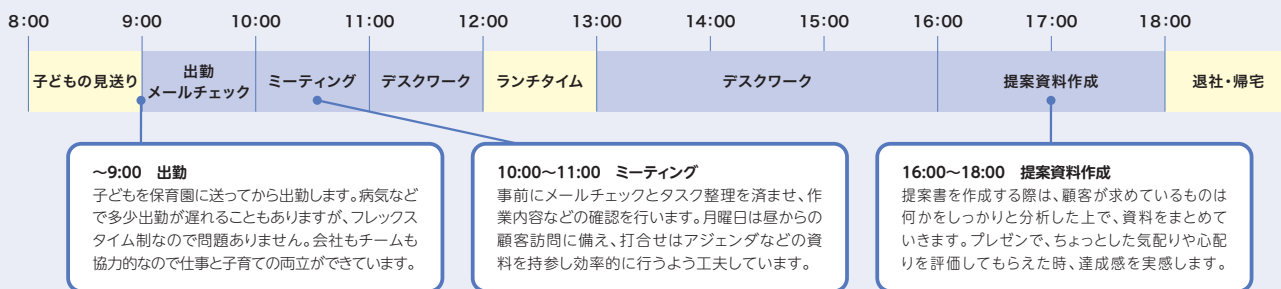 8:00 9:00 10:00 11:00 12:00 13:00 14:00 15:00 16:00 17:00 18:00
子どもの見送り
出勤
メールチェック
ミーティング
デスクワーク
ランチタイム
デスクワーク
提案資料作成
退社・帰宅
～9:00　出勤
子どもを保育園に送ってから出勤します。病気など
で多少出勤が遅れることもありますが、フレックス
タイム制なので問題ありません。会社もチームも
協力的なので仕事と子育ての両立ができています。
10:00～11:00　ミーティング
事前にメールチェックとタスク整理を済ませ、作
業内容などの確認を行います。月曜日は昼からの
顧客訪問に備え、打合せはアジェンダなどの資
料を持参し効率的に行うよう工夫しています。
16:00～18:00　提案資料作成
提案書を作成する際は、顧客が求めているものは
何かをしっかりと分析した上で、資料をまとめて
いきます。プレゼンで、ちょっとした気配りや心配
りを評価してもらえた時、達成感を実感します。